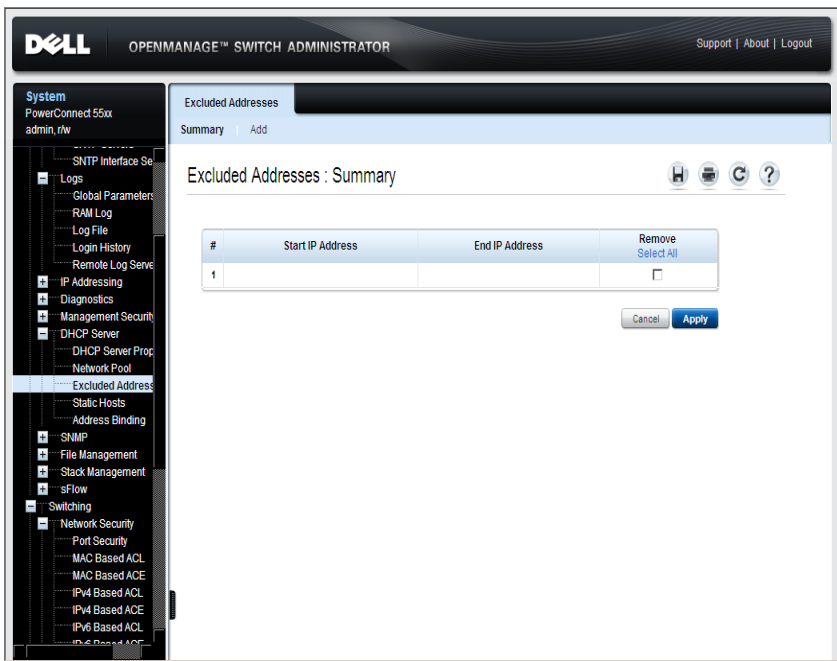 DELL
OPENMANAGE™ SWITCH ADMINISTRATOR
Support | About | Logout
System
PowerConnect 55xx
admin, r/w
SNTP Interface Se
Logs
Global Parameters
RAM Log
Log File
Login History
Remote Log Serve
IP Addressing
Diagnostics
Management Security
DHCP Server
DHCP Server Prop
Network Pool
Excluded Address
Static Hosts
Address Binding
SNMP
File Management
Stack Management
sFlow
Switching
Network Security
Port Security
MAC Based ACL
MAC Based ACE
IPv4 Based ACL
IPv4 Based ACE
IPv6 Based ACL
IPv6 Based ACE
Excluded Addresses
Summary Add
Excluded Addresses : Summary
# Start IP Address End IP Address Remove
Select All
1
Cancel Apply